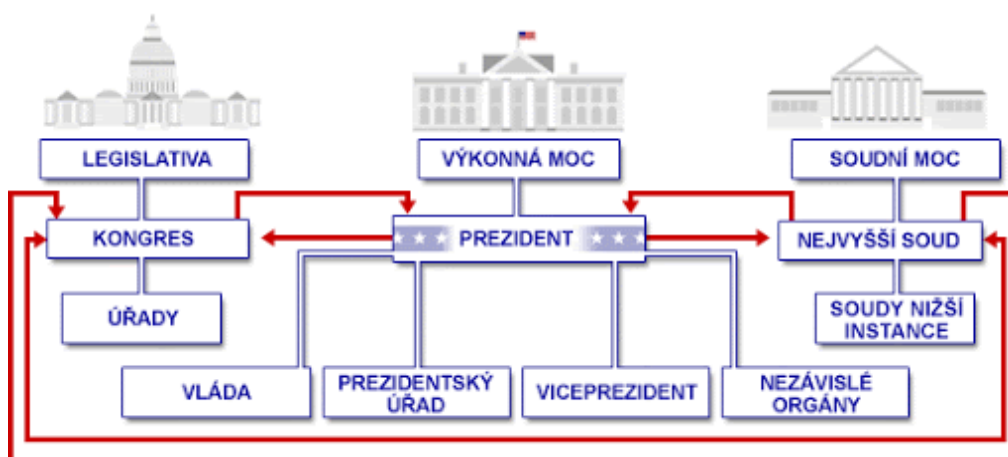 LEGISLATIVA
VÝKONNÁ MOC
SOUDNÍ MOC
KONGRES
PREZIDENT
NEJVYŠŠÍ SOUD
ÚŘADY
SOUDY NIŽŠÍ
INSTANCE
VLÁDA
PREZIDENTSKÝ
ÚŘAD
VICEPREZIDENT
NEZÁVISLÉ
ORGÁNY